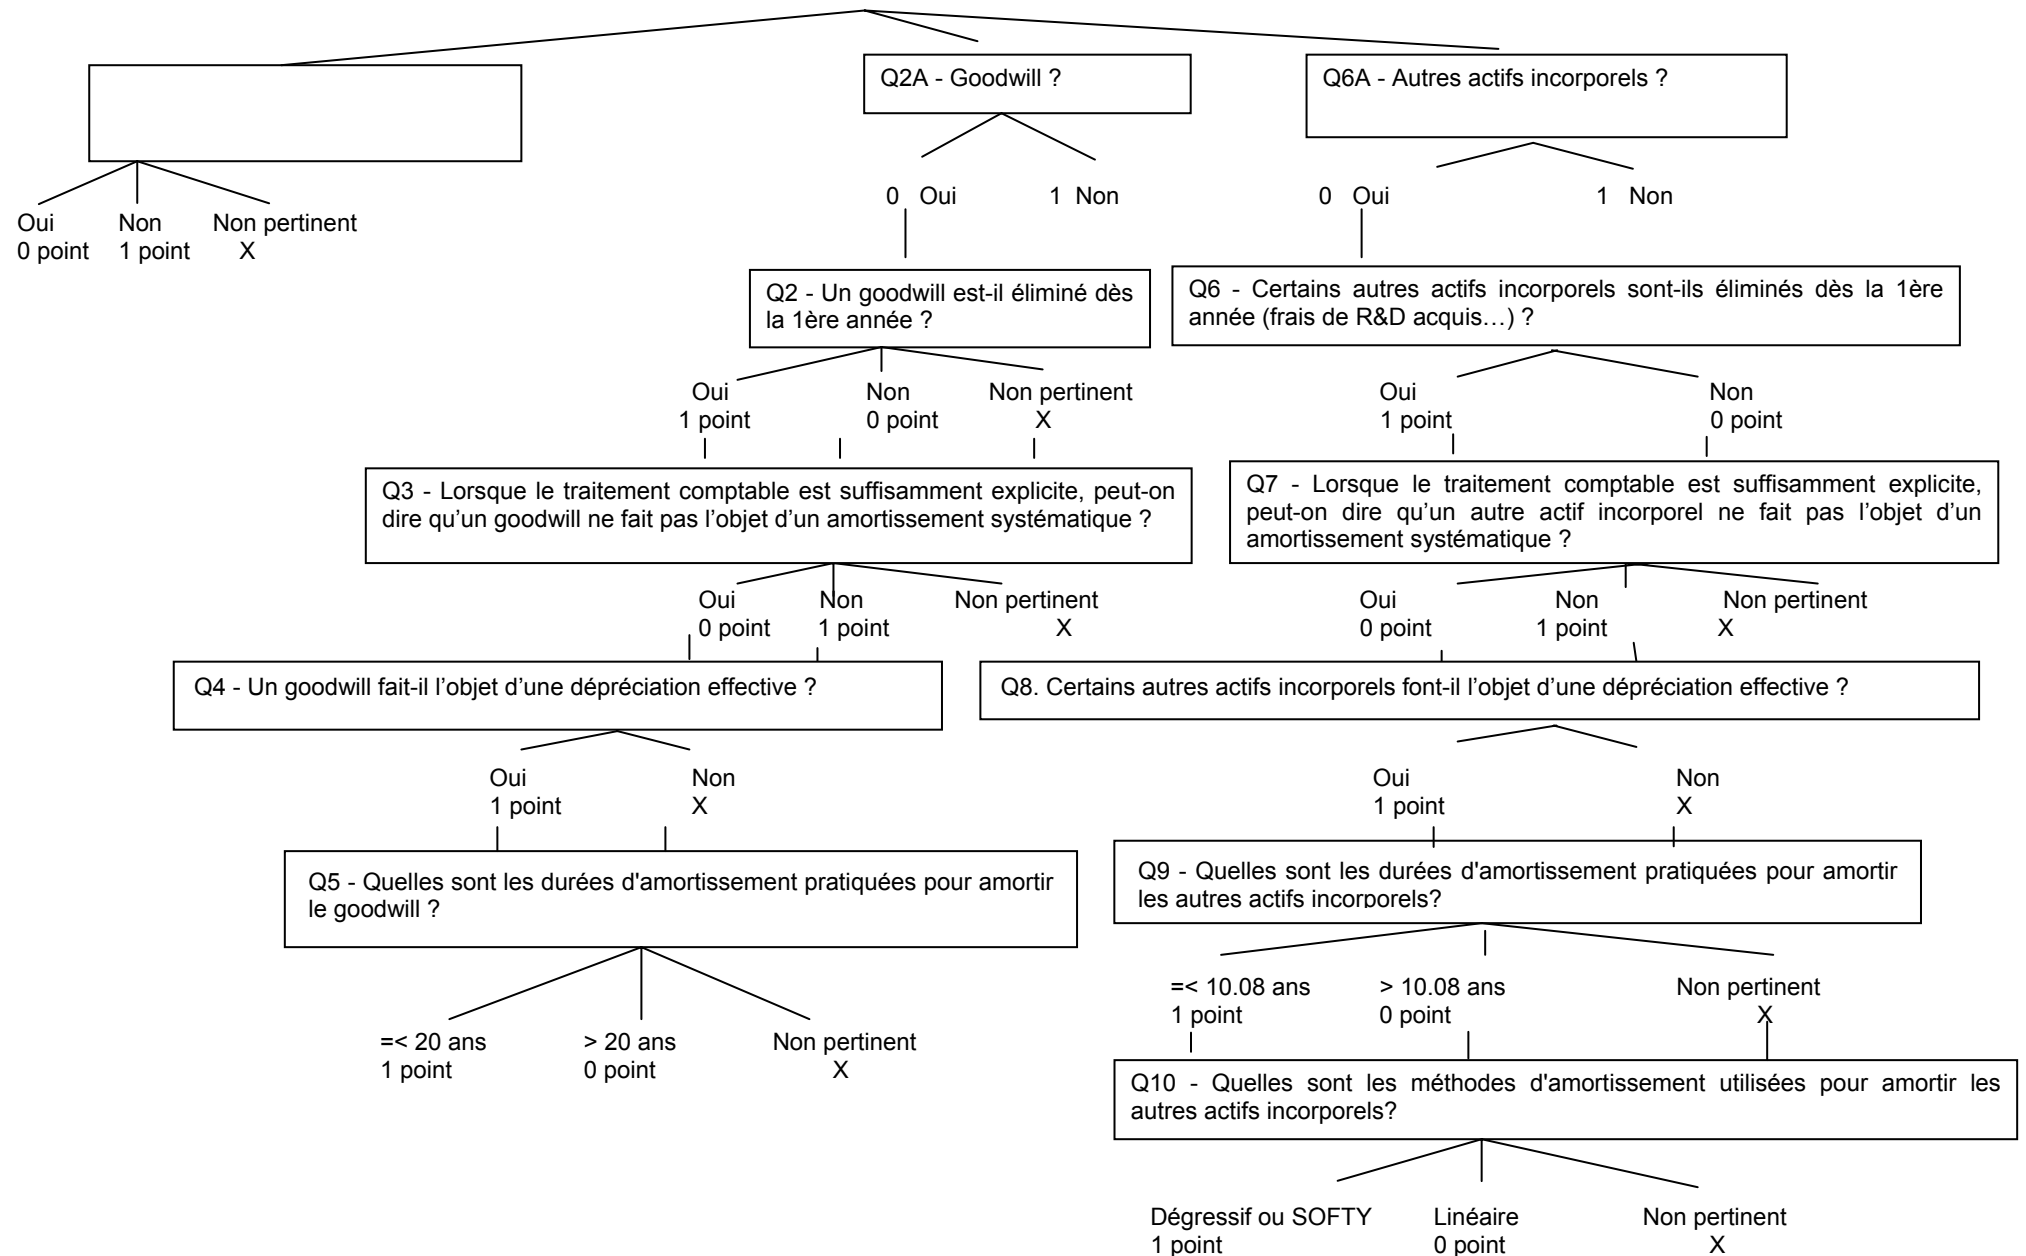 Q2A - Goodwill ?
Q6A - Autres actifs incorporels ?
0 Oui
1 Non
0 Oui
1 Non
Oui
0 point
Non
1 point
Non pertinent
X
Q2 - Un goodwill est-il éliminé dès
la 1ère année ?
Q6 - Certains autres actifs incorporels sont-ils éliminés dès la 1ère
année (frais de R&D acquis…) ?
Oui
1 point
Non
0 point
Non pertinent
X
Oui
1 point
Non
0 point
Q3 - Lorsque le traitement comptable est suffisamment explicite, peut-on
dire qu’un goodwill ne fait pas l’objet d’un amortissement systématique ?
Q7 - Lorsque le traitement comptable est suffisamment explicite,
peut-on dire qu’un autre actif incorporel ne fait pas l’objet d’un
amortissement systématique ?
Oui
0 point
Non
1 point
Non pertinent
X
Oui
0 point
Non
1 point
Non pertinent
X
Q4 - Un goodwill fait-il l’objet d’une dépréciation effective ?
Q8. Certains autres actifs incorporels font-il l’objet d’une dépréciation effective ?
Oui
1 point
Non
X
Oui
1 point
Non
X
Q5 - Quelles sont les durées d'amortissement pratiquées pour amortir
le goodwill ?
Q9 - Quelles sont les durées d'amortissement pratiquées pour amortir
les autres actifs incorporels?
=< 20 ans
1 point
> 20 ans
0 point
Non pertinent
X
=< 10.08 ans
1 point
> 10.08 ans
0 point
Non pertinent
X
Q10 - Quelles sont les méthodes d'amortissement utilisées pour amortir les
autres actifs incorporels?
Dégressif ou SOFTY
1 point
Linéaire
0 point
Non pertinent
X